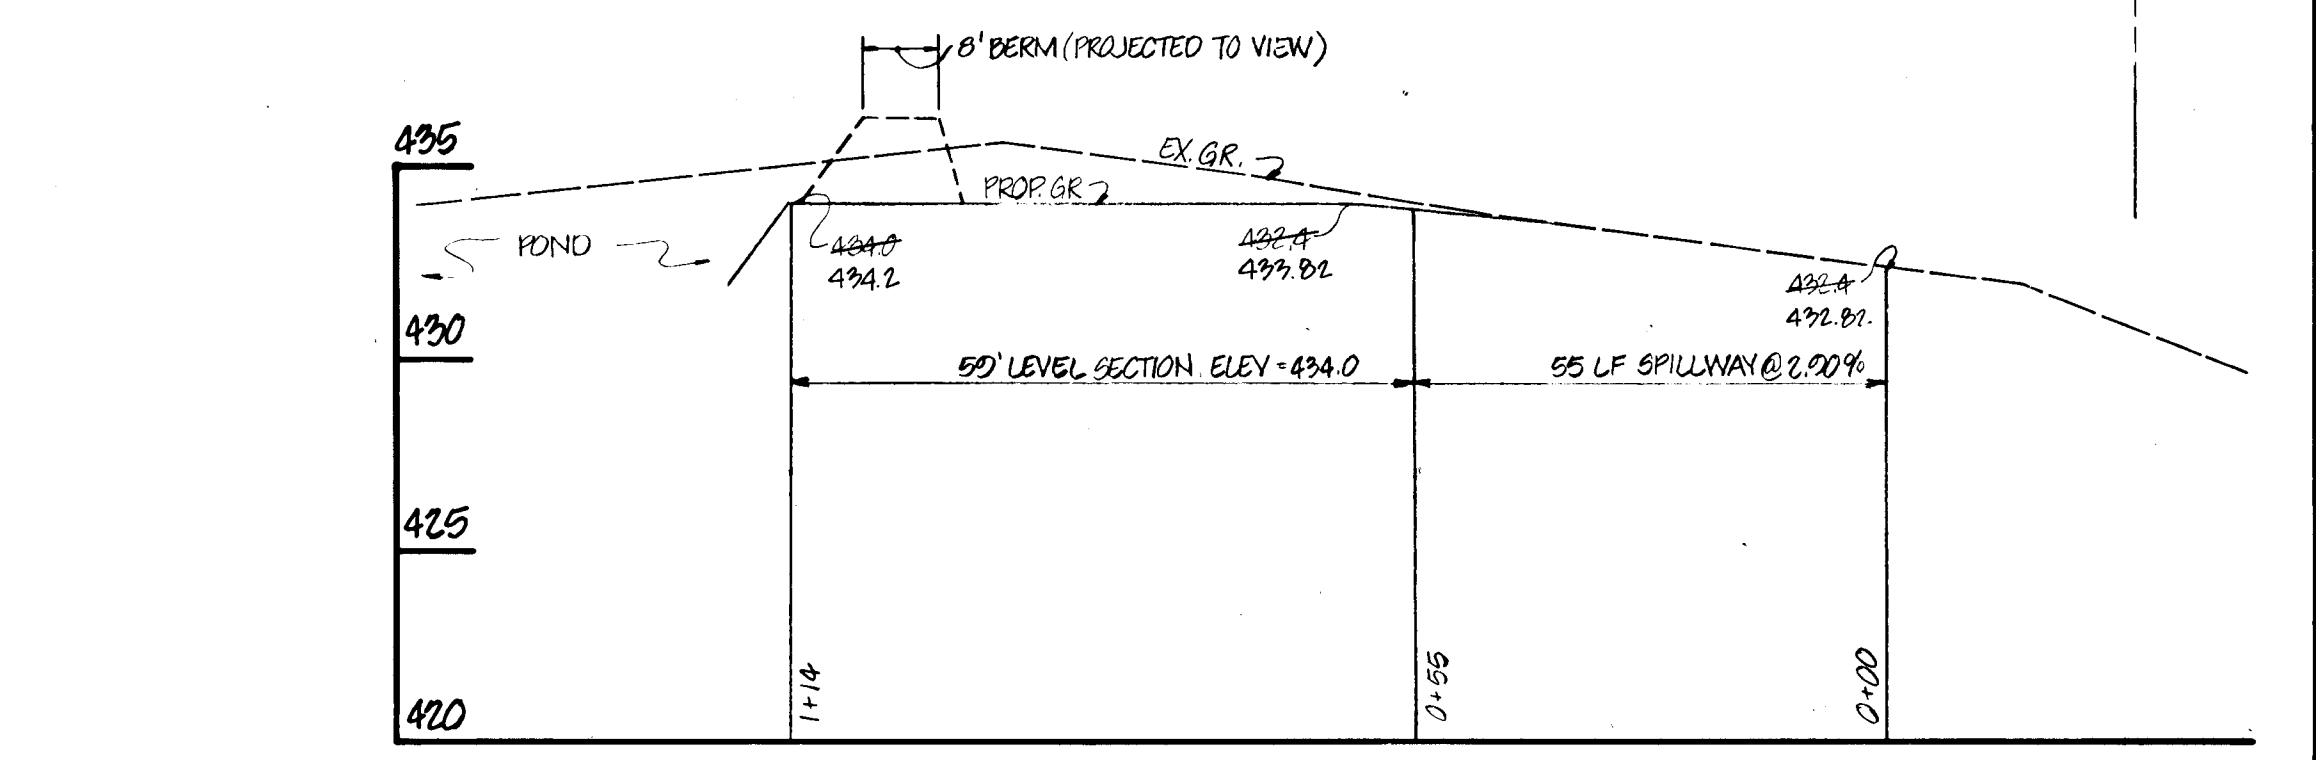 8' BERM (PROJECTED TO VIEW)
435
EX. GR.
PROP. GR
POND
434.0
434.2
432.4
433.82
432.4
432.82
430
LEVEL SECTION. ELEV = 434.0
55 LF SPILLWAY @ 2.00%
425
420
1+14
0+55
0+00